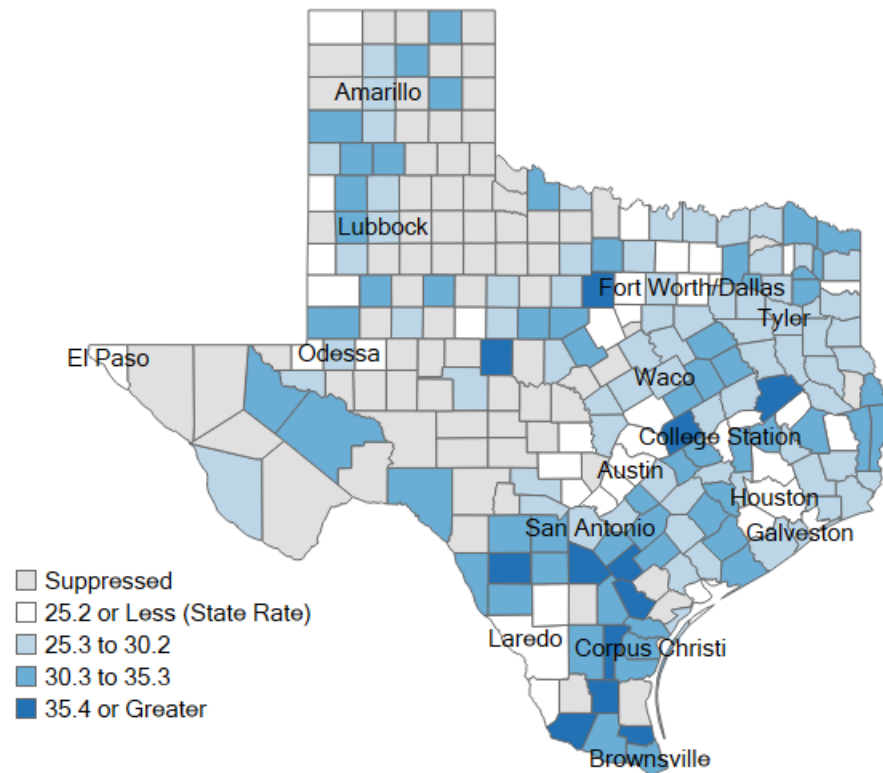 Amarillo
Lubbock
Fort Worth/Dallas
Tyler
El Paso
Odessa
Waco
College Station
Austin
Houston
San Antonio
Galveston
Suppressed
25.2 or Less (State Rate)
25.3 to 30.2
Laredo
Corpus Christi
30.3 to 35.3
35.4 or Greater
Brownsville